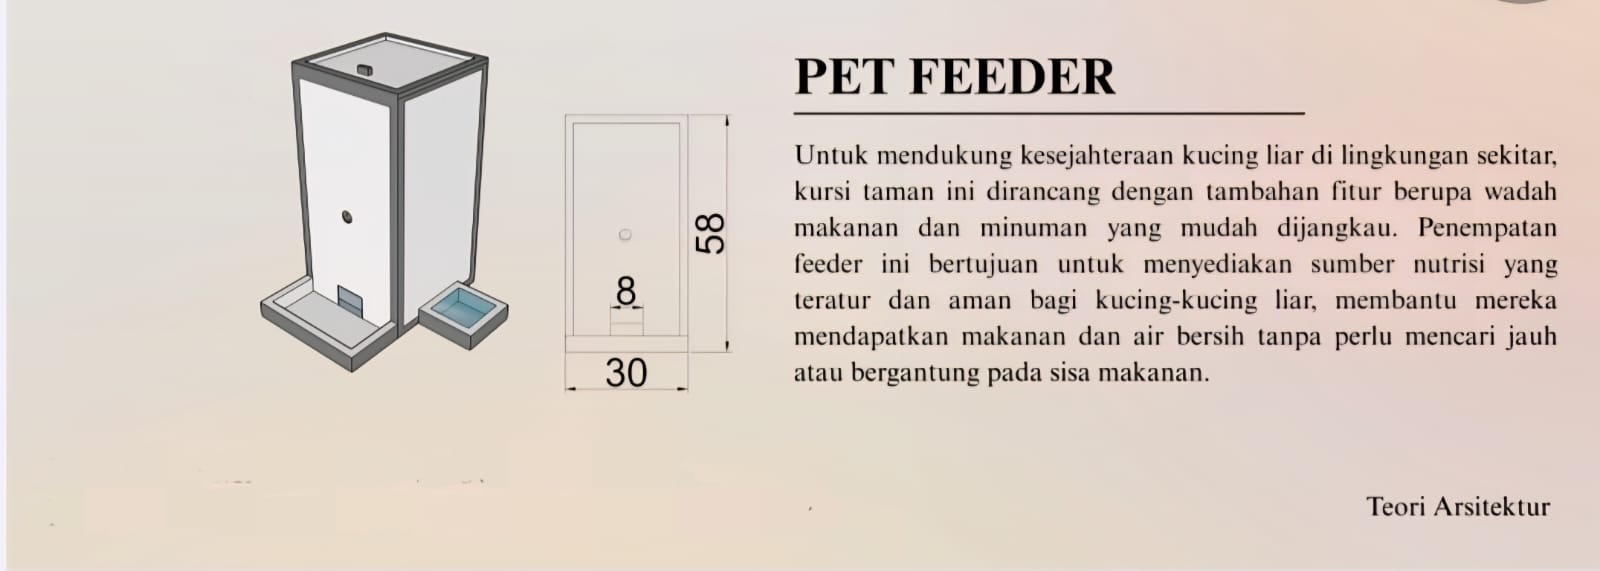 PET FEEDER
Untuk mendukung kesejahteraan kucing liar di lingkungan sekitar,
kursi taman ini dirancang dengan tambahan fitur berupa wadah
makanan dan minuman yang mudah dijangkau. Penempatan
feeder ini bertujuan untuk menyediakan sumber nutrisi yang
teratur dan aman bagi kucing-kucing liar, membantu mereka
mendapatkan makanan dan air bersih tanpa perlu mencari jauh
atau bergantung pada sisa makanan.
58
8
30
Teori Arsitektur